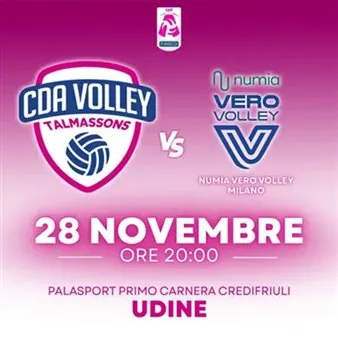 CDA VOLLEY
TALMASSONS
VS
numia
VERO
VOLLEY
NUMIA VERO VOLLEY
MILANO
28 NOVEMBRE
ORE 20:00
PALASPORT PRIMO CARNERA CREDIFRIULI
UDINE